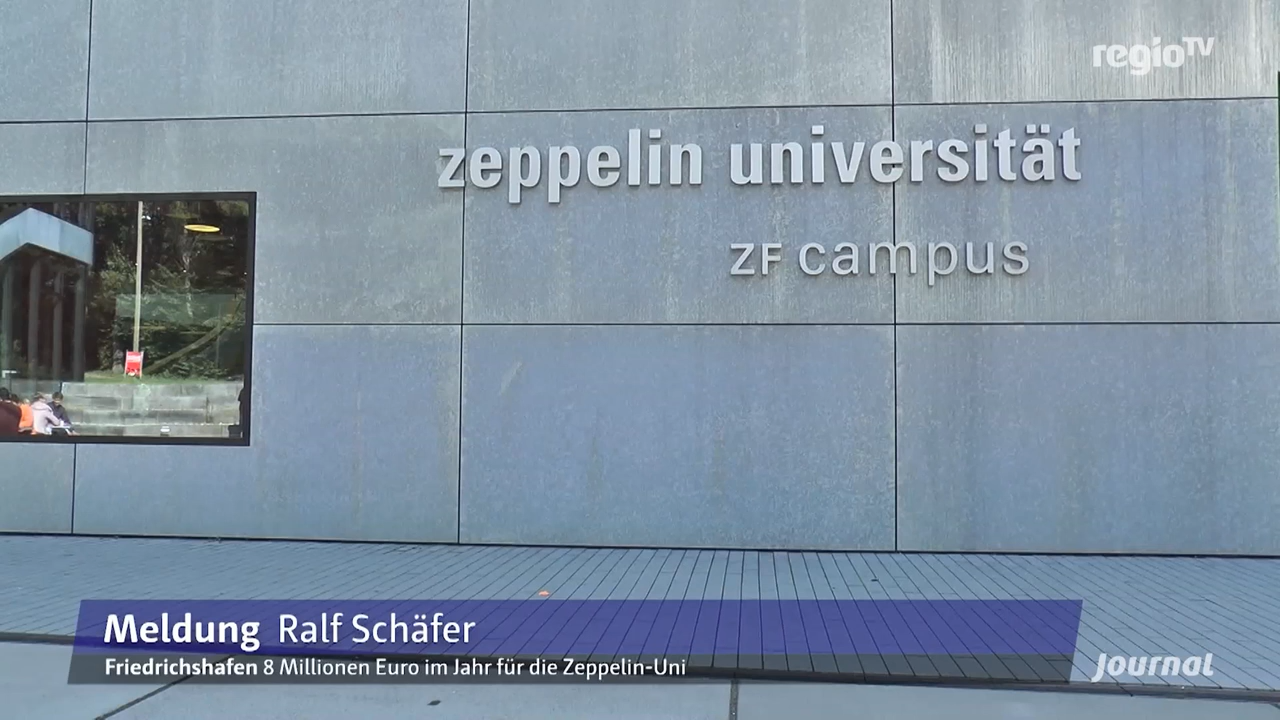 regioTV
zeppelin universität
ZF campus
Meldung Ralf Schäfer
Friedrichshafen 8 Millionen Euro im Jahr für die Zeppelin-Uni
Journal